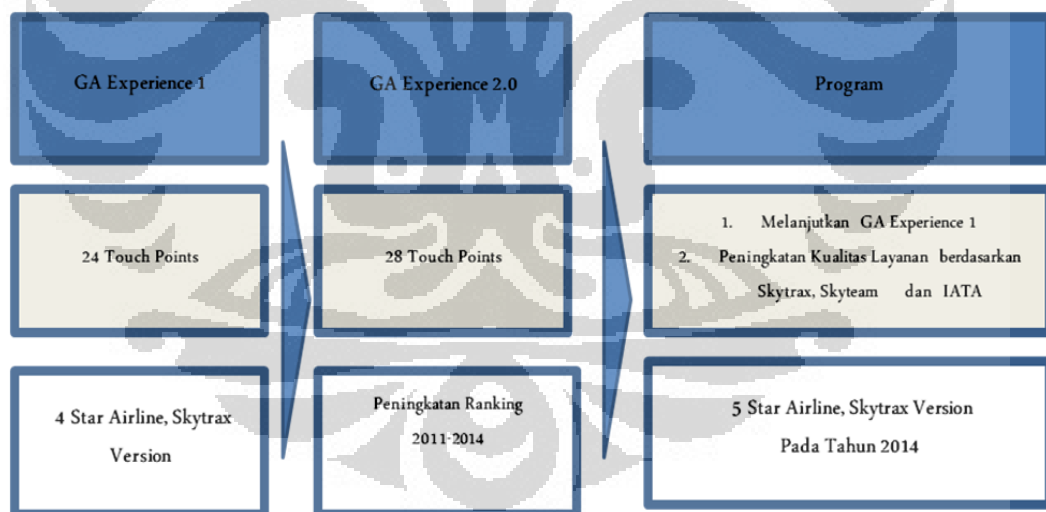 GA Experience 1
GA Experience 2.0
Program
24 Touch Points
28 Touch Points
1. Melanjutkan GA Experience 1
2. Peningkatan Kualitas Layanan berdasarkan
Skytrax, Skyteam dan IATA
4 Star Airline, Skytrax
Version
Peningkatan Ranking
2011-2014
5 Star Airline, Skytrax Version
Pada Tahun 2014